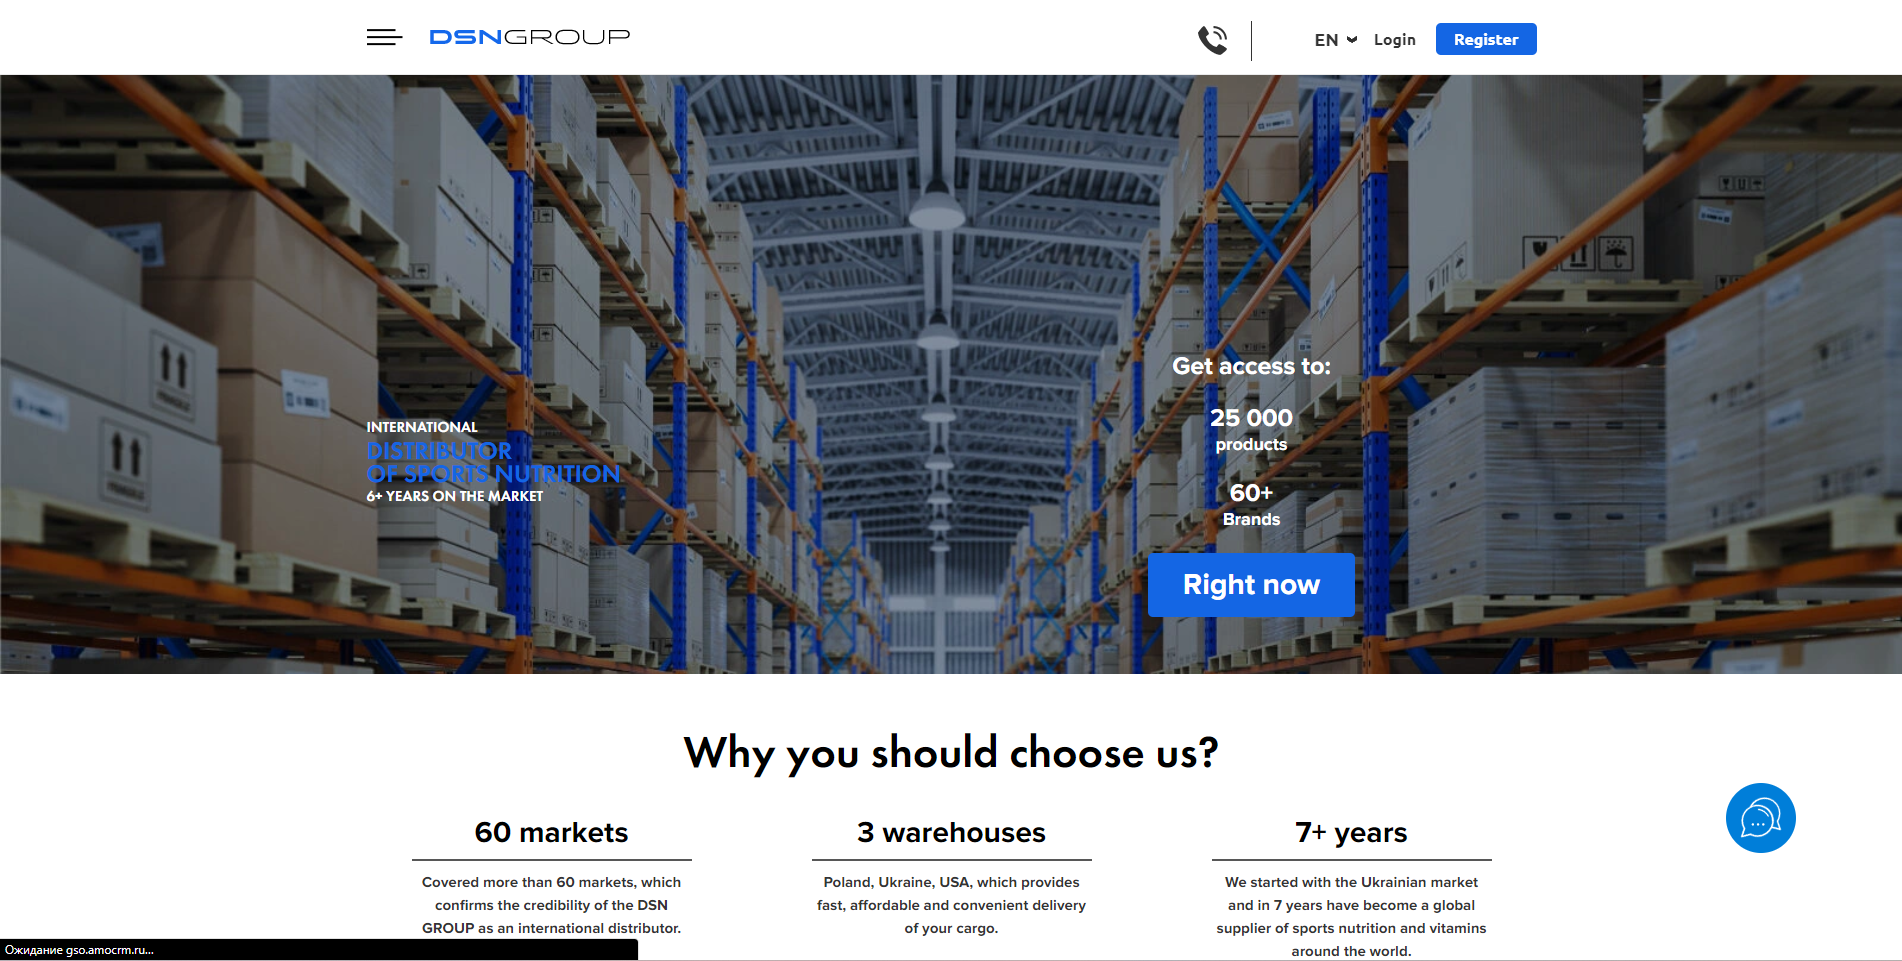 DSNGROUP
EN
Login
Register
Get access to:
25 000
products
60+
Brands
Right now
INTERNATIONAL
DISTRIBUTOR
OF SPORTS NUTRITION
6+ YEARS ON THE MARKET
Why you should choose us?
60 markets
Covered more than 60 markets, which
confirms the credibility of the DSN
GROUP as an international distributor.
3 warehouses
Poland, Ukraine, USA, which provides
fast, affordable and convenient delivery
of your cargo.
7+ years
We started with the Ukrainian market
and in 7 years have become a global
supplier of sports nutrition and vitamins
around the world.
Ожидание gso.amocrm.ru...